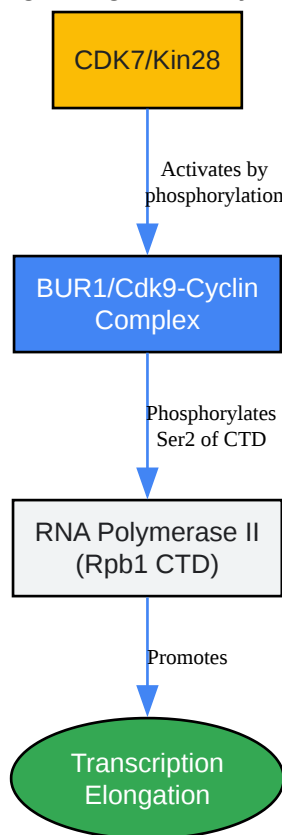 CDK7/Kin28
Activates by
phosphorylation
BUR1/Cdk9-Cyclin
Complex
Phosphorylates
Ser2 of CTD
RNA Polymerase II
(Rpb1 CTD)
Promotes
Transcription
Elongation